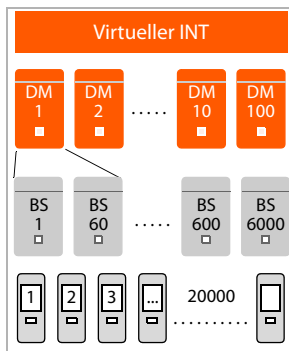 Virtueller INT
DM 1 DM 2 ..... DM 10 DM 100
BS 1 BS 60 ..... BS 600 BS 6000
1 2 3 ... 20000 ..........